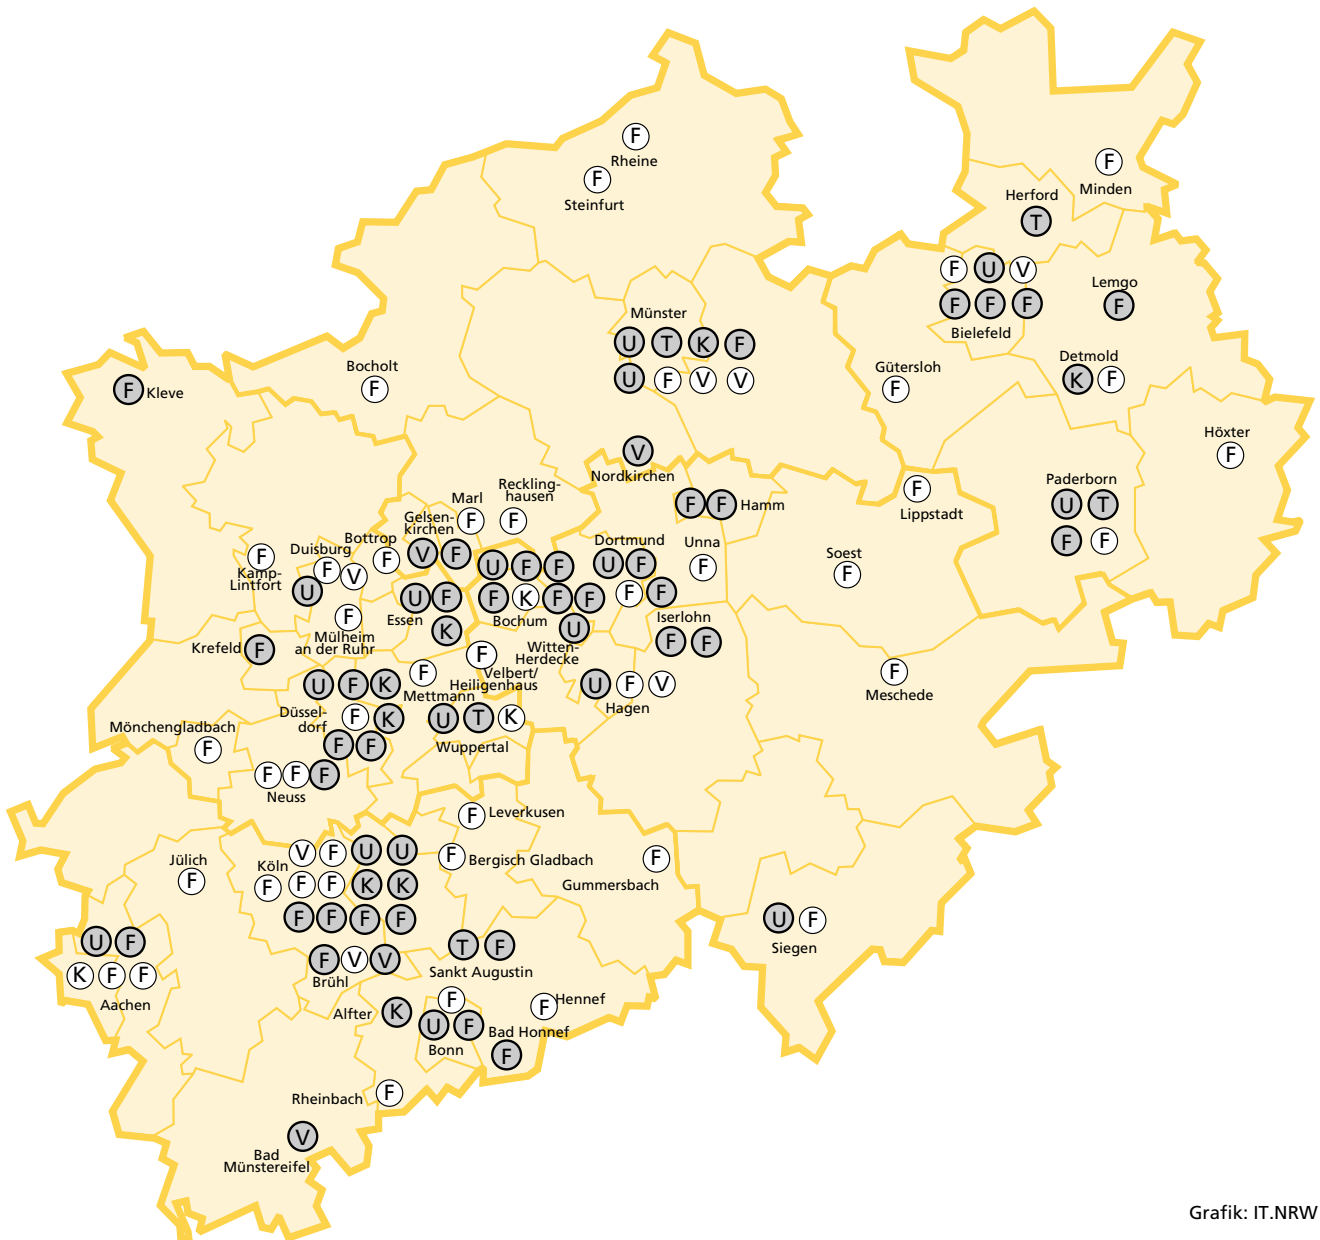 F
Rheine
F
Steinfurt
F
Minden
Herford
T
F U V
F F F
Bielefeld
Lemgo
F
Münster
U T K F
U F V V
Bocholt
F
F Kleve
Gütersloh
F
Detmold
K F
Höxter
F
V
Nordkirchen
F F Hamm
F
Lippstadt
Paderborn
U T
F F
Reckling-
hausen
F
Marl
F
Gelsen-
kirchen
V F
Bottrop
F
Duisburg
F V
U
F
Kamp-
Lintfort
F
Mülheim
an der Ruhr
U F
Essen
K
U F F
F K F F
Bochum
U
Witten-
Herdecke
Dortmund
U F
F F
Unna
F
Soest
F
Iserlohn
F F
Krefeld F
F
Velbert/
Heiligenhaus
F
Mettmann
U F V
Hagen
F
Meschede
U F K
Düssel-
dorf
F K
F F
U T K
Wuppertal
Mönchengladbach
F
F F F
Neuss
F Leverkusen
F Bergisch Gladbach
F
Gummersbach
Jülich
F
Köln
V F U U
F F F K K
F F F F
U F
Siegen
U F
K F F
Aachen
F V V
Brühl
T F
Sankt Augustin
Alfter K
F
U F
Bonn
F Hennef
Bad Honnef
F
Rheinbach F
V
Bad
Münstereifel
Grafik: IT.NRW